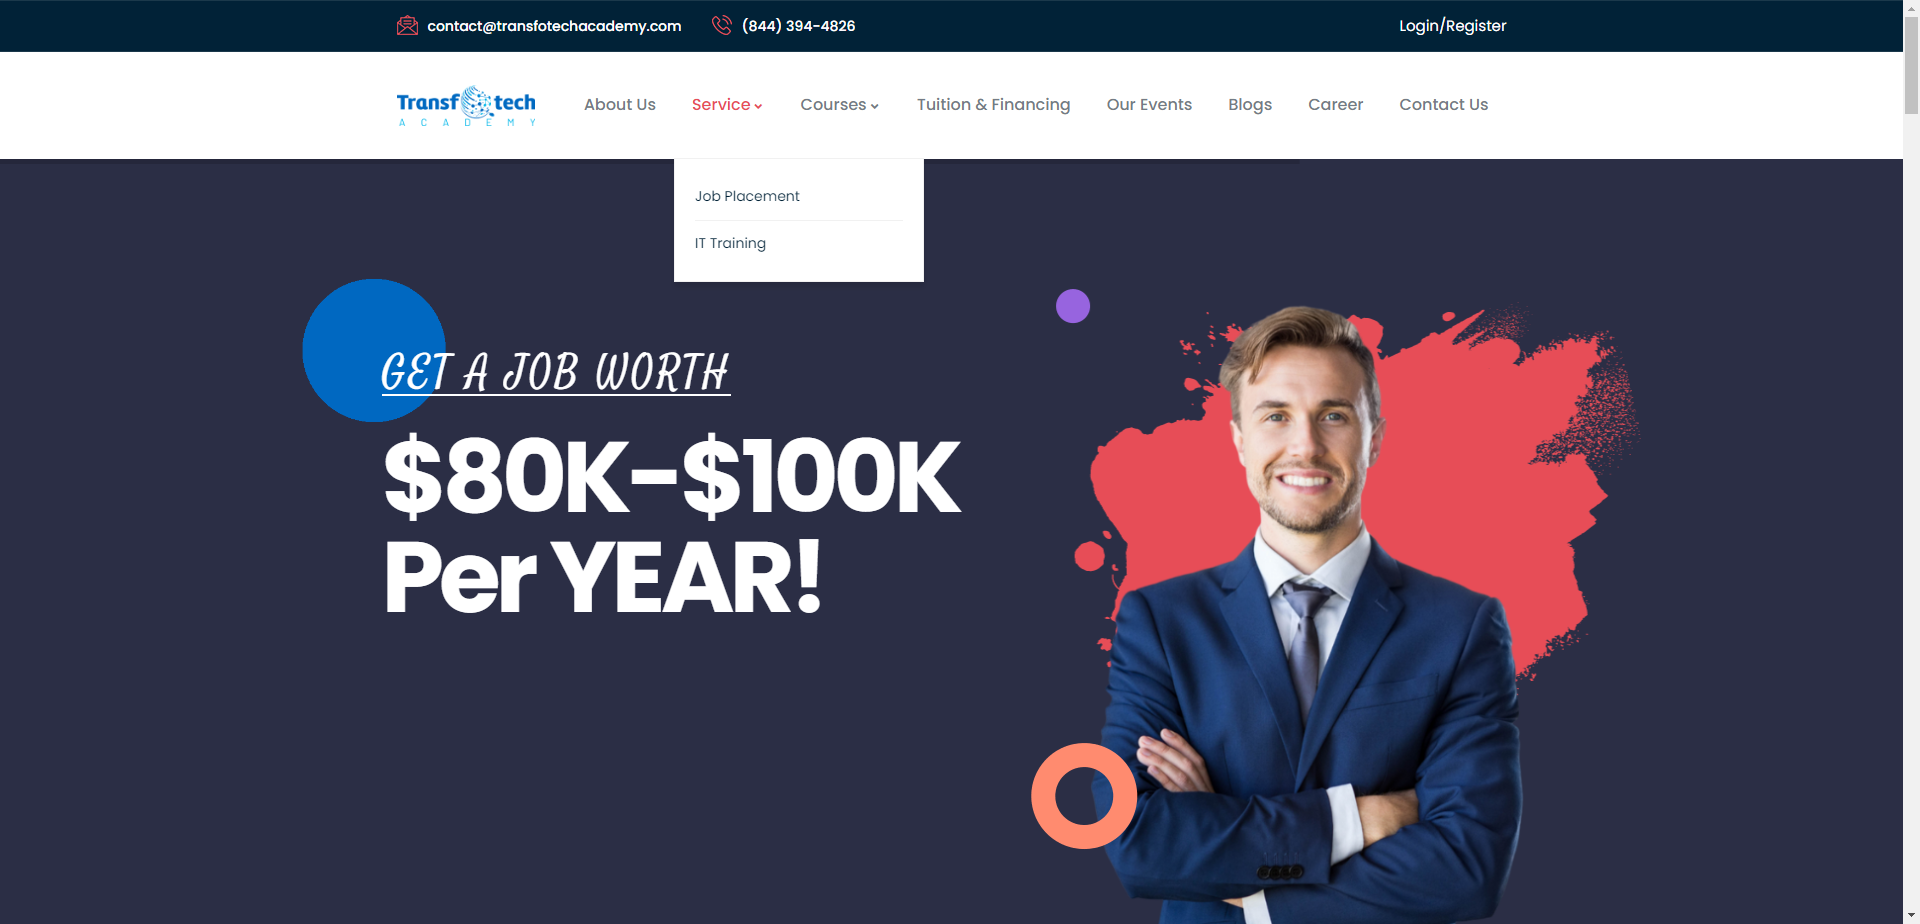 contact@transfotechacademy.com (844) 394-4826 Login/Register
Transfotech
ACADEMY
About Us Service Courses Tuition & Financing Our Events Blogs Career Contact Us
Job Placement
IT Training
GET A JOB WORTH
$80K-$100K
Per YEAR!